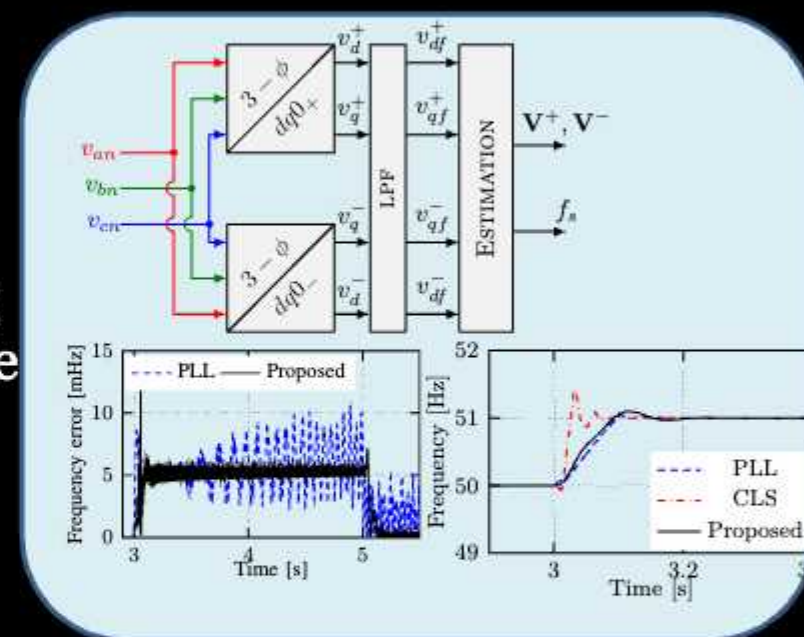 v_d^+ v_df^+
3 - ϕ
dq0_+
v_q^+ v_qf^+
v_an
v_bn
v_cn
LPF
ESTIMATION
V^+, V^-
f_s
3 - ϕ
dq0_-
v_q^- v_qf^-
v_d^- v_df^-
e
15
10
5
0
Frequency error [mHz]
PLL Proposed
3 4 5
Time [s]
52
51
50
49
Frequency [Hz]
PLL
CLS
Proposed
3 3.2
Time [s]